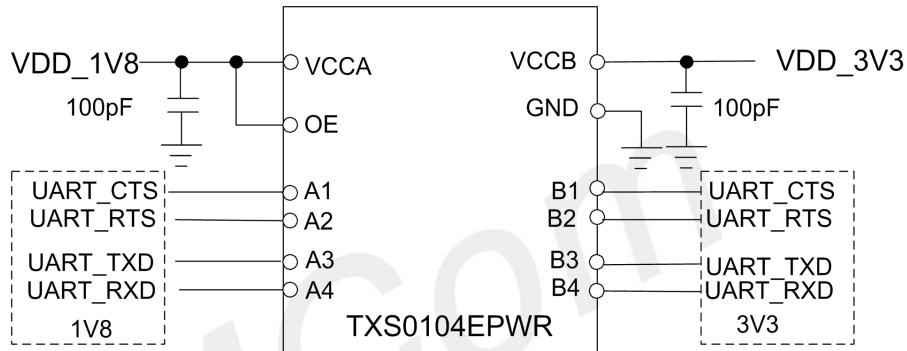 VDD_1V8
VCCA
VCCB
VDD_3V3
100pF
OE
GND
100pF
UART_CTS
A1
B1
UART_CTS
UART_RTS
A2
B2
UART_RTS
UART_TXD
A3
B3
UART_TXD
UART_RXD
A4
B4
UART_RXD
1V8
TXS0104EPWR
3V3